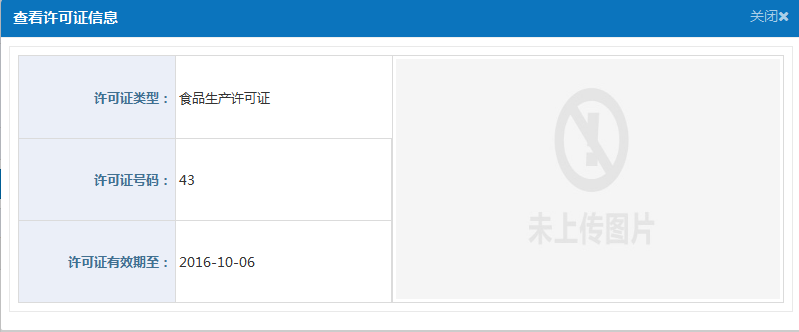 查看许可证信息
关闭✖
许可证类型：
食品生产许可证
许可证号码：
43
许可证有效期至：
2016-10-06
未上传图片